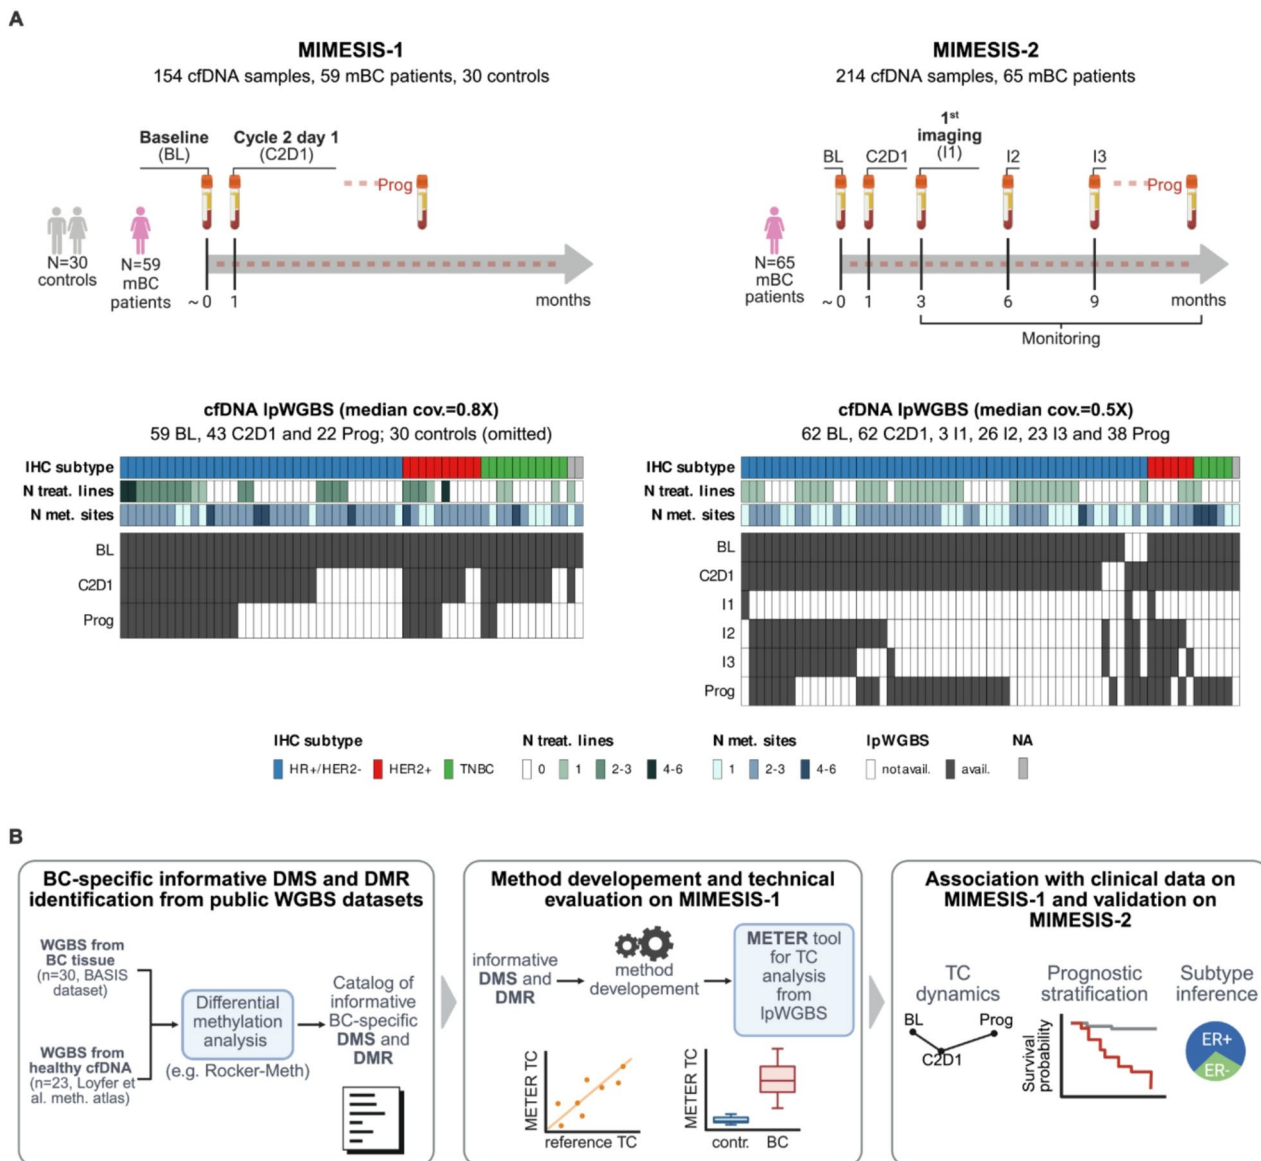 A
MIMESIS-1
154 cfDNA samples, 59 mBC patients, 30 controls
Baseline
(BL)
Cycle 2 day 1
(C2D1)
Prog
N=30
controls
N=59
mBC
patients
~ 0
1
months
MIMESIS-2
214 cfDNA samples, 65 mBC patients
BL
C2D1
1st
imaging
(I1)
I2
I3
Prog
N=65
mBC
patients
~ 0
1
3
6
9
months
Monitoring
cfDNA lpWGBS (median cov.=0.8X)
59 BL, 43 C2D1 and 22 Prog; 30 controls (omitted)
IHC subtype
N treat. lines
N met. sites
BL
C2D1
Prog
cfDNA lpWGBS (median cov.=0.5X)
62 BL, 62 C2D1, 3 I1, 26 I2, 23 I3 and 38 Prog
IHC subtype
N treat. lines
N met. sites
BL
C2D1
I1
I2
I3
Prog
IHC subtype
HR+/HER2-
HER2+
TNBC
N treat. lines
0
1
2-3
4-6
N met. sites
1
2-3
4-6
lpWGBS
not avail.
avail.
NA
B
BC-specific informative DMS and DMR
identification from public WGBS datasets
WGBS from
BC tissue
(n=30, BASIS
dataset)
WGBS from
healthy cfDNA
(n=23, Loyfer et
al. meth. atlas)
Differential
methylation
analysis
(e.g. Rocker-Meth)
Catalog of
informative
BC-specific
DMS and
DMR
Method developement and technical
evaluation on MIMESIS-1
informative
DMS and
DMR
method
developement
METER tool
for TC
analysis
from
lpWGBS
METER TC
reference TC
METER TC
contr.
BC
Association with clinical data on
MIMESIS-1 and validation on
MIMESIS-2
TC
dynamics
BL
Prog
C2D1
Prognostic
stratification
Survival
probability
Subtype
inference
ER+
ER-